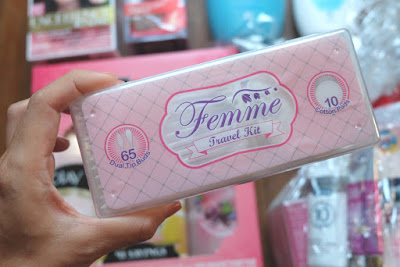 Femme
Travel Kit
65
Dual Tip Buds
10
Cotton Pads